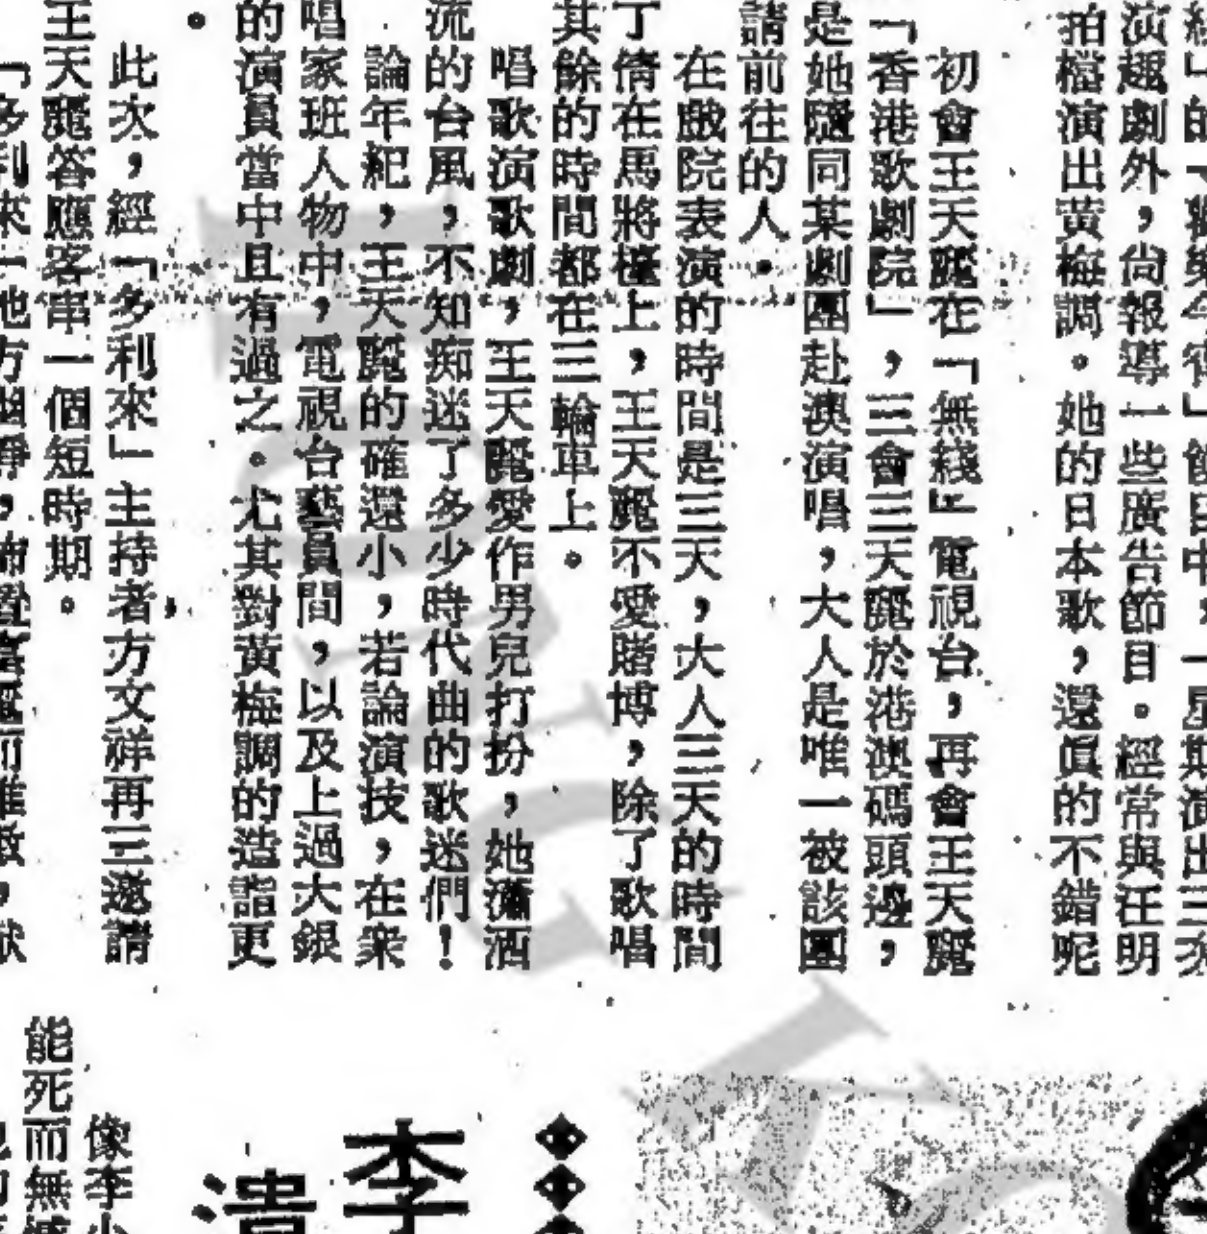 演趣劇外，尙報導一些廣告節目。經常與汪明
拍檔演出黄梅調。她的日本歌，還眞的不錯呢
初會王天麗在「無綫」電視台，再會王天麗
「香港歌劇院」，三會王天麗於港澳碼頭邊，
是她隨同某劇團赴澳演唱，大人是唯一被該團
請前往的人。
在戲院表演的時間是三天，大人三天的時間
了倩在馬將檯上，王天麗不愛賭博，除了歌唱
其餘的時間都在三輪車上。
唱歌演歌劇，王天麗愛作男兒打扮，她瀟洒
流的台風，不知痴迷了多少時代曲的歌迷們！
論年紀，王天麗的確還小，若論演技，在衆
唱家班人物中，電視台藝員間，以及上過大銀
的演員當中且有過之。尤其對黃梅調的造詣更
。
此次，經「多利來」主持者方文祥再三邀請
王天麗答應客串一個短時期。
像李小
能死而無憾
李
潰